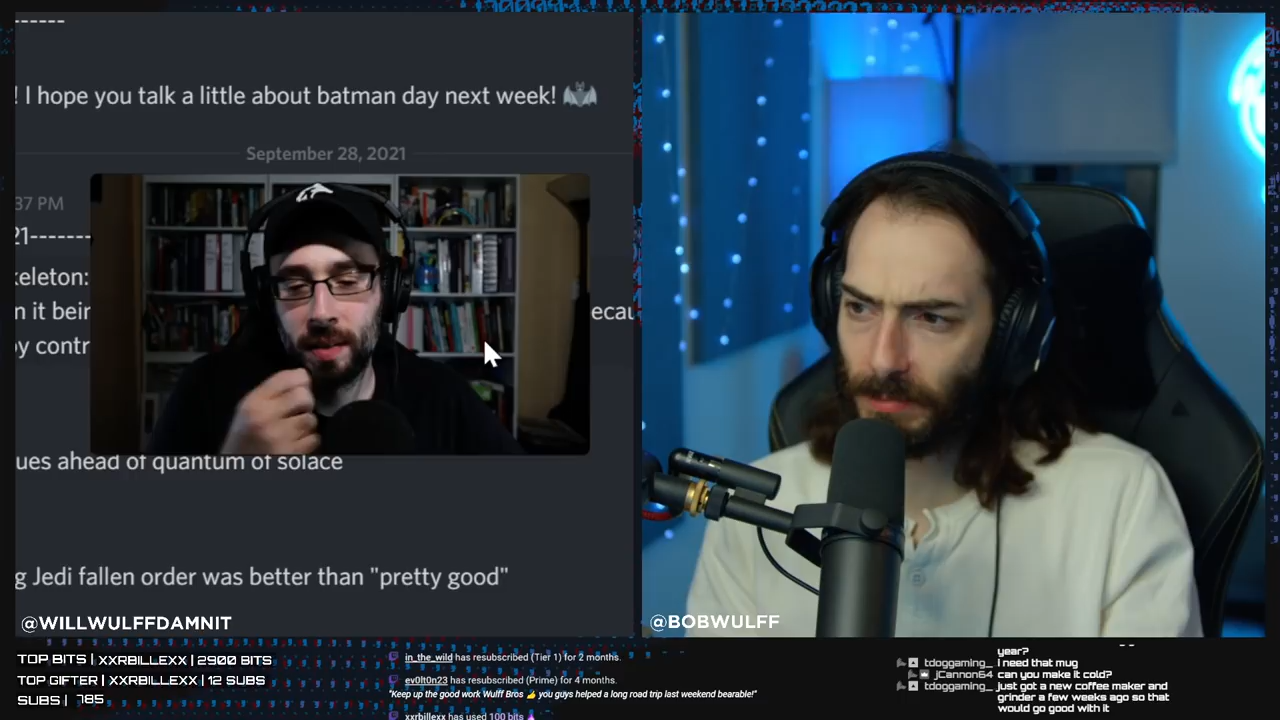 ! I hope you talk a little about batman day next week! 🦇
September 28, 2021
37 PM
21-------
keleton:
n it bein
ecau
by contr
ues ahead of quantum of solace
g Jedi fallen order was better than "pretty good"
@WILLWULFFDAMNIT
@BOBWULFF
TOP BITS | XXRBILLEXX | 2900 BITS
TOP GIFTER | XXRBILLEXX | 12 SUBS
SUBS | 785
in_the_wild has resubscribed (Tier 1) for 2 months.
ev0lt0n23 has resubscribed (Prime) for 4 months.
"Keep up the good work Wulff Bros 👍 you guys helped a long road trip last weekend bearable!"
xxrbillexx has used 100 bits
year?
tdoggaming_ I need that mug
jCannon64 can you make it cold?
tdoggaming_ just got a new coffee maker and
grinder a few weeks ago so that
would go good with it